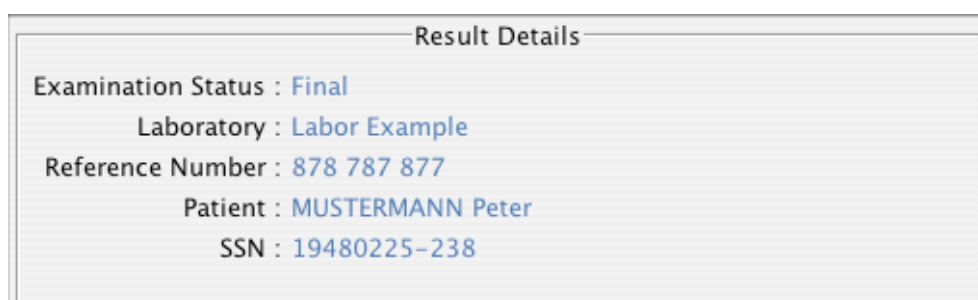 Result Details
Examination Status : Final
Laboratory : Labor Example
Reference Number : 878 787 877
Patient : MUSTERMANN Peter
SSN : 19480225-238